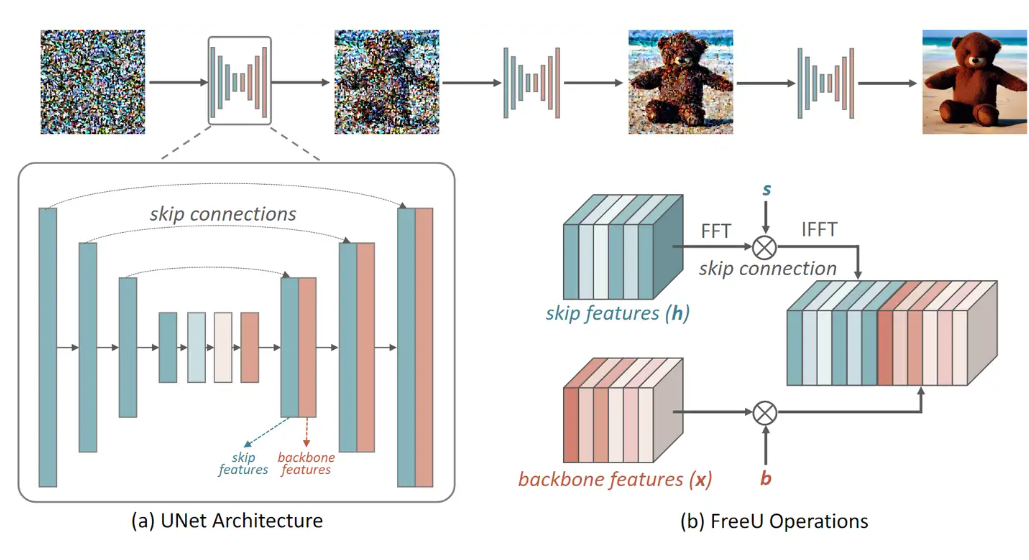 skip connections
skip
features
backbone
features
(a) UNet Architecture
s
FFT
IFFT
skip connection
skip features (h)
backbone features (x)
b
(b) FreeU Operations